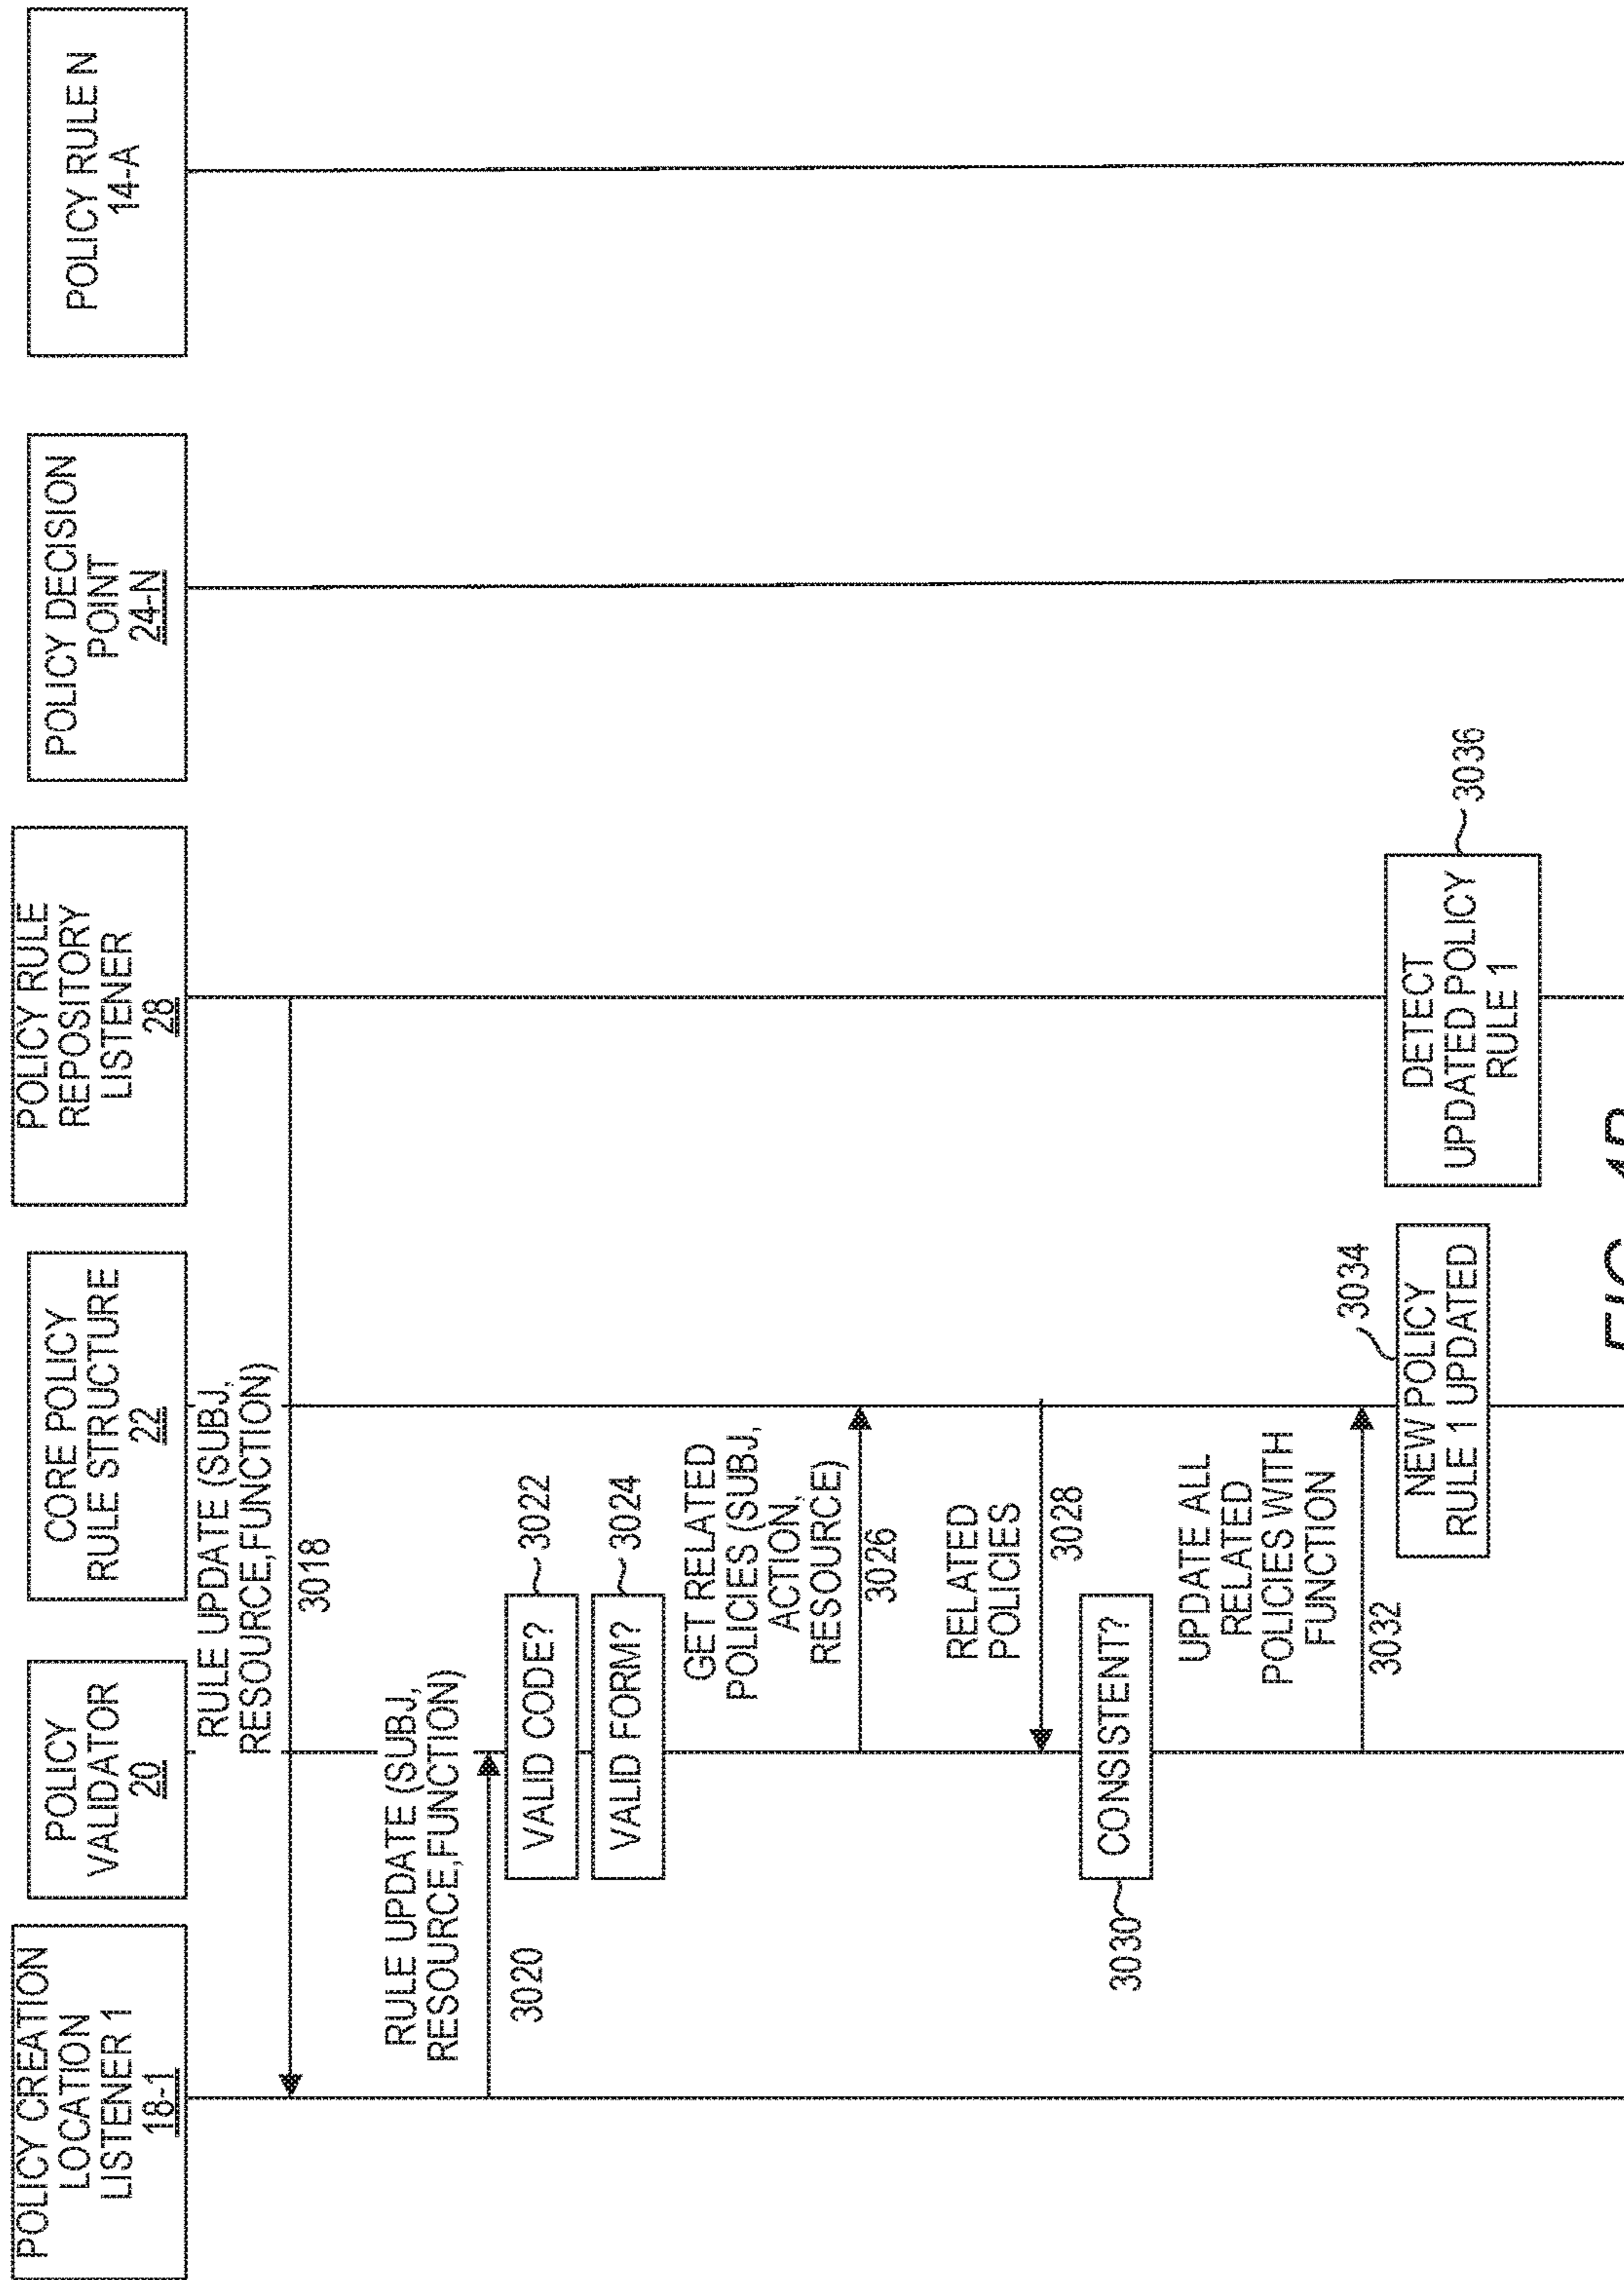 POLICY CREATION
LOCATION
LISTENER 1
18-1
POLICY
VALIDATOR
20
CORE POLICY
RULE STRUCTURE
22
POLICY RULE
REPOSITORY
LISTENER
28
POLICY DECISION
POINT
24-N
POLICY RULE N
14-A
RULE UPDATE (SUBJ,
RESOURCE,FUNCTION)
3018
RULE UPDATE (SUBJ,
RESOURCE,FUNCTION)
3020
VALID CODE?
3022
VALID FORM?
3024
GET RELATED
POLICIES (SUBJ,
ACTION,
RESOURCE)
3026
RELATED
POLICIES
3028
CONSISTENT?
3030
UPDATE ALL
RELATED
POLICIES WITH
FUNCTION
3032
NEW POLICY
RULE 1 UPDATED
3034
DETECT
UPDATED POLICY
RULE 1
3036